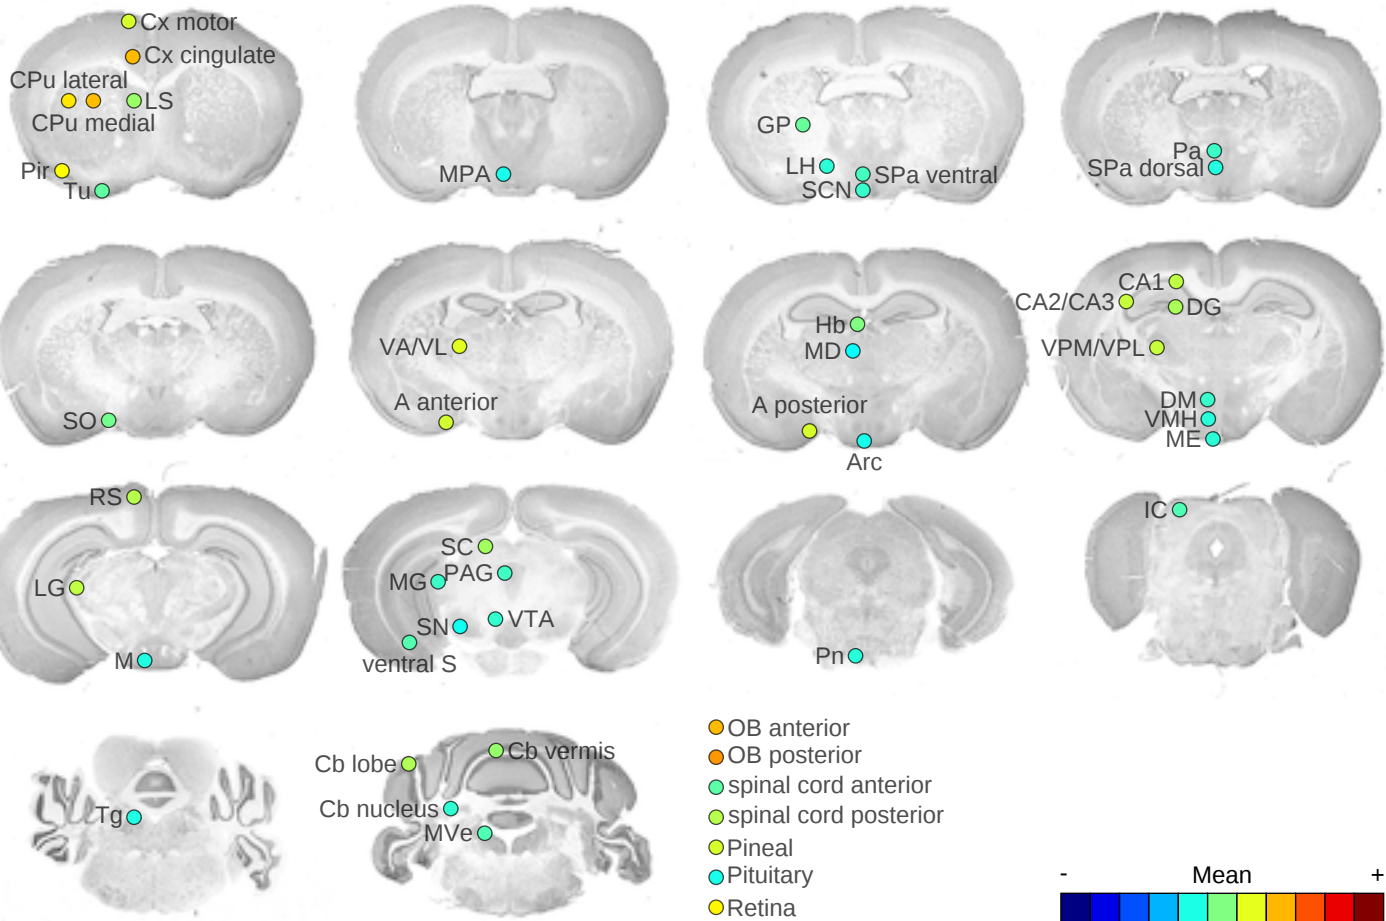 Cx motor
Cx cingulate
CPu lateral
LS
CPu medial
Pir
Tu
MPA
GP
LH
SPa ventral
SCN
Pa
SPa dorsal
SO
VA/VL
A anterior
Hb
MD
A posterior
Arc
CA1
CA2/CA3
DG
VPM/VPL
DM
VMH
ME
RS
LG
M
SC
PAG
MG
VTA
SN
ventral S
Pn
IC
Tg
Cb vermis
Cb lobe
Cb nucleus
MVe
OB anterior
OB posterior
spinal cord anterior
spinal cord posterior
Pineal
Pituitary
Retina
- Mean +